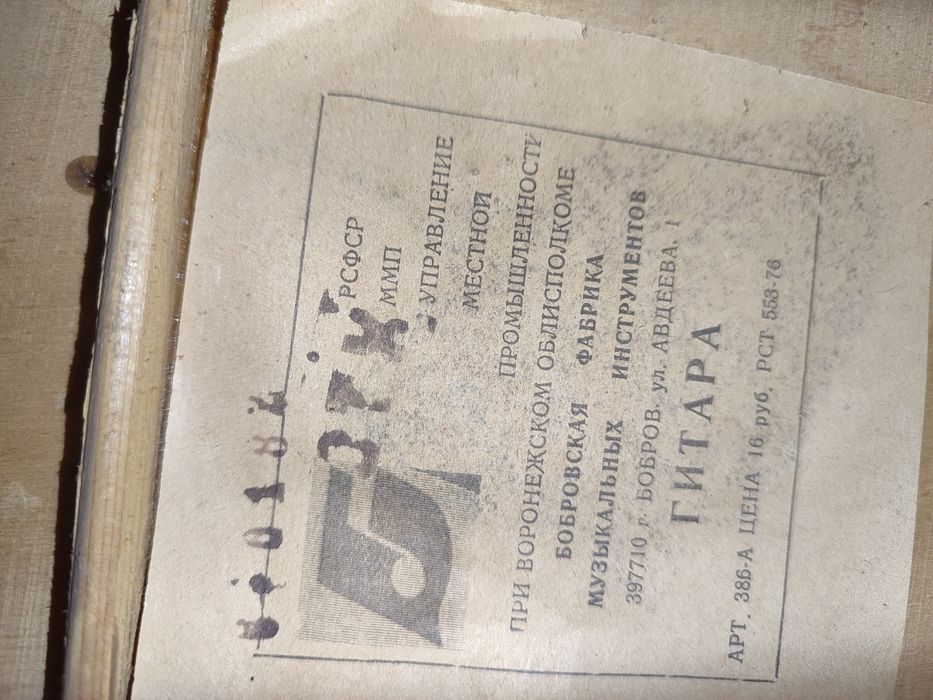 РСФСР
ММП
УПРАВЛЕНИЕ
МЕСТНОЙ
ПРОМЫШЛЕННОСТИ
ПРИ ВОРОНЕЖСКОМ ОБЛИСПОЛКОМЕ
БОБРОВСКАЯ ФАБРИКА
МУЗЫКАЛЬНЫХ ИНСТРУМЕНТОВ
397710 г. БОБРОВ, ул. АВДЕЕВА, 1
ГИТАРА
АРТ. 386-А ЦЕНА 16 руб. РСТ 553-76